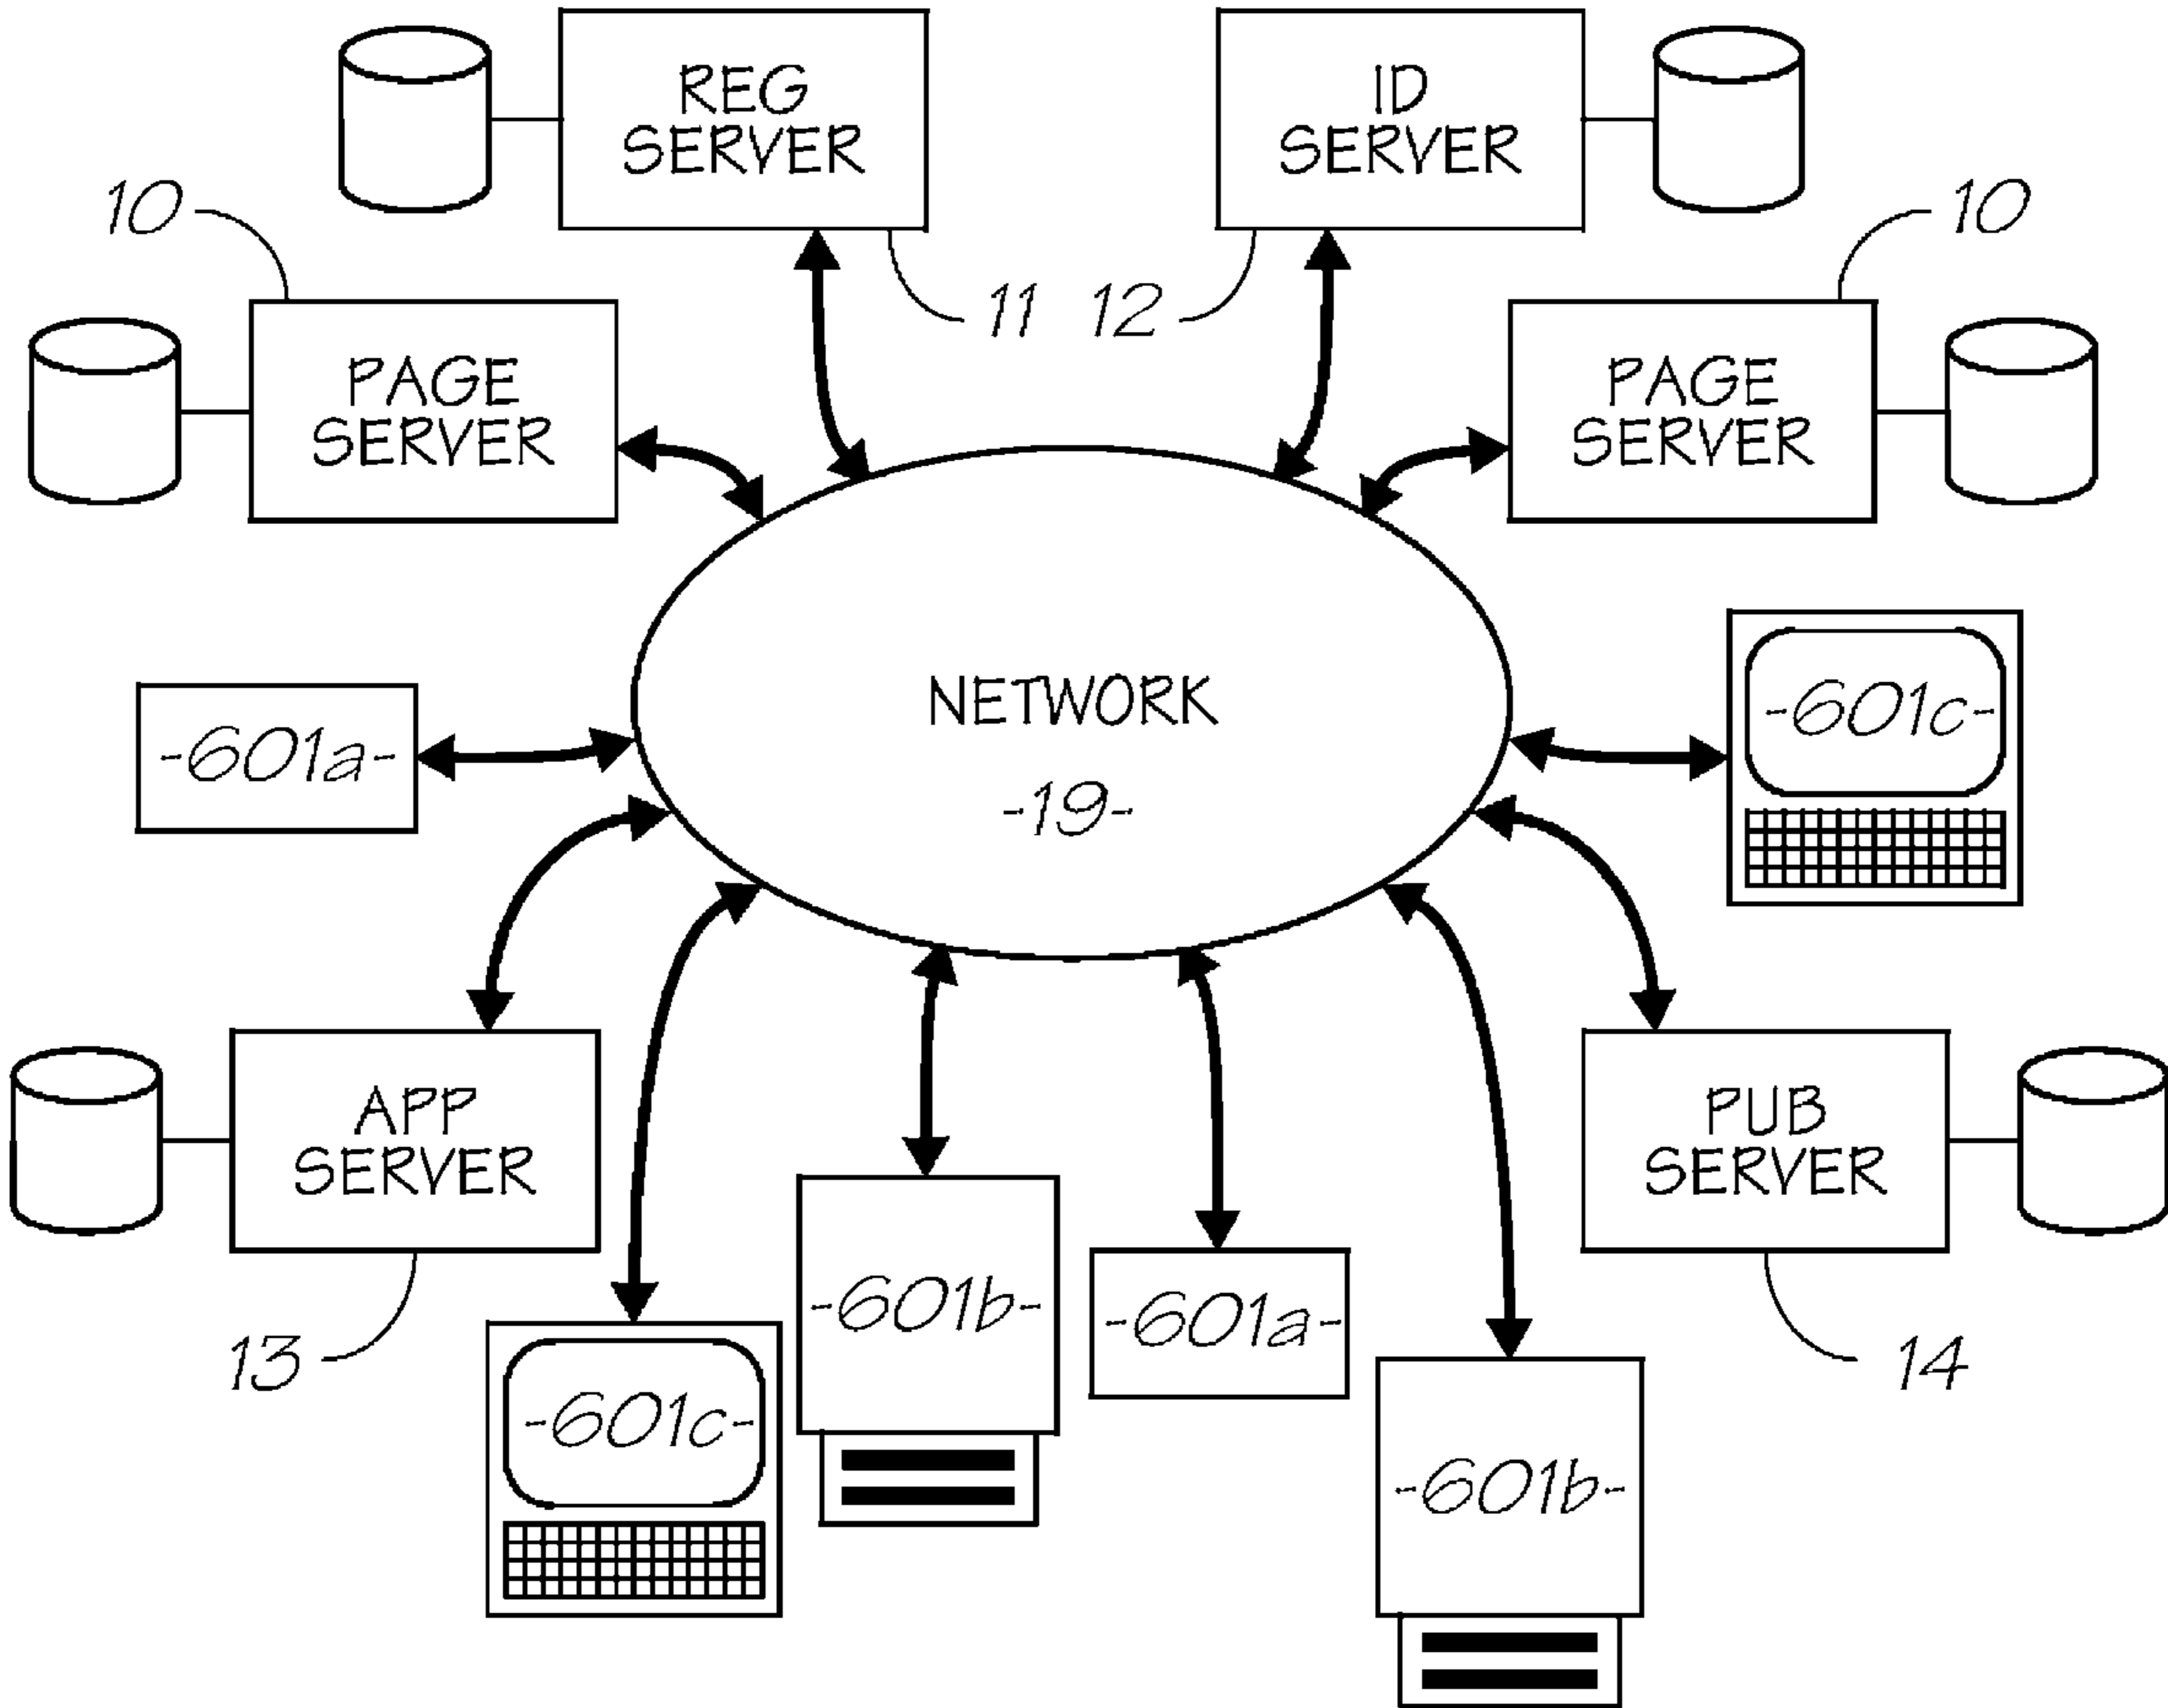 REG
SERVER
ID
SERVER
10
10
11
12
PAGE
SERVER
PAGE
SERVER
NETWORK
-19-
-601a-
-601c-
APP
SERVER
PUB
SERVER
-601b-
-601a-
13
14
-601c-
-601b-